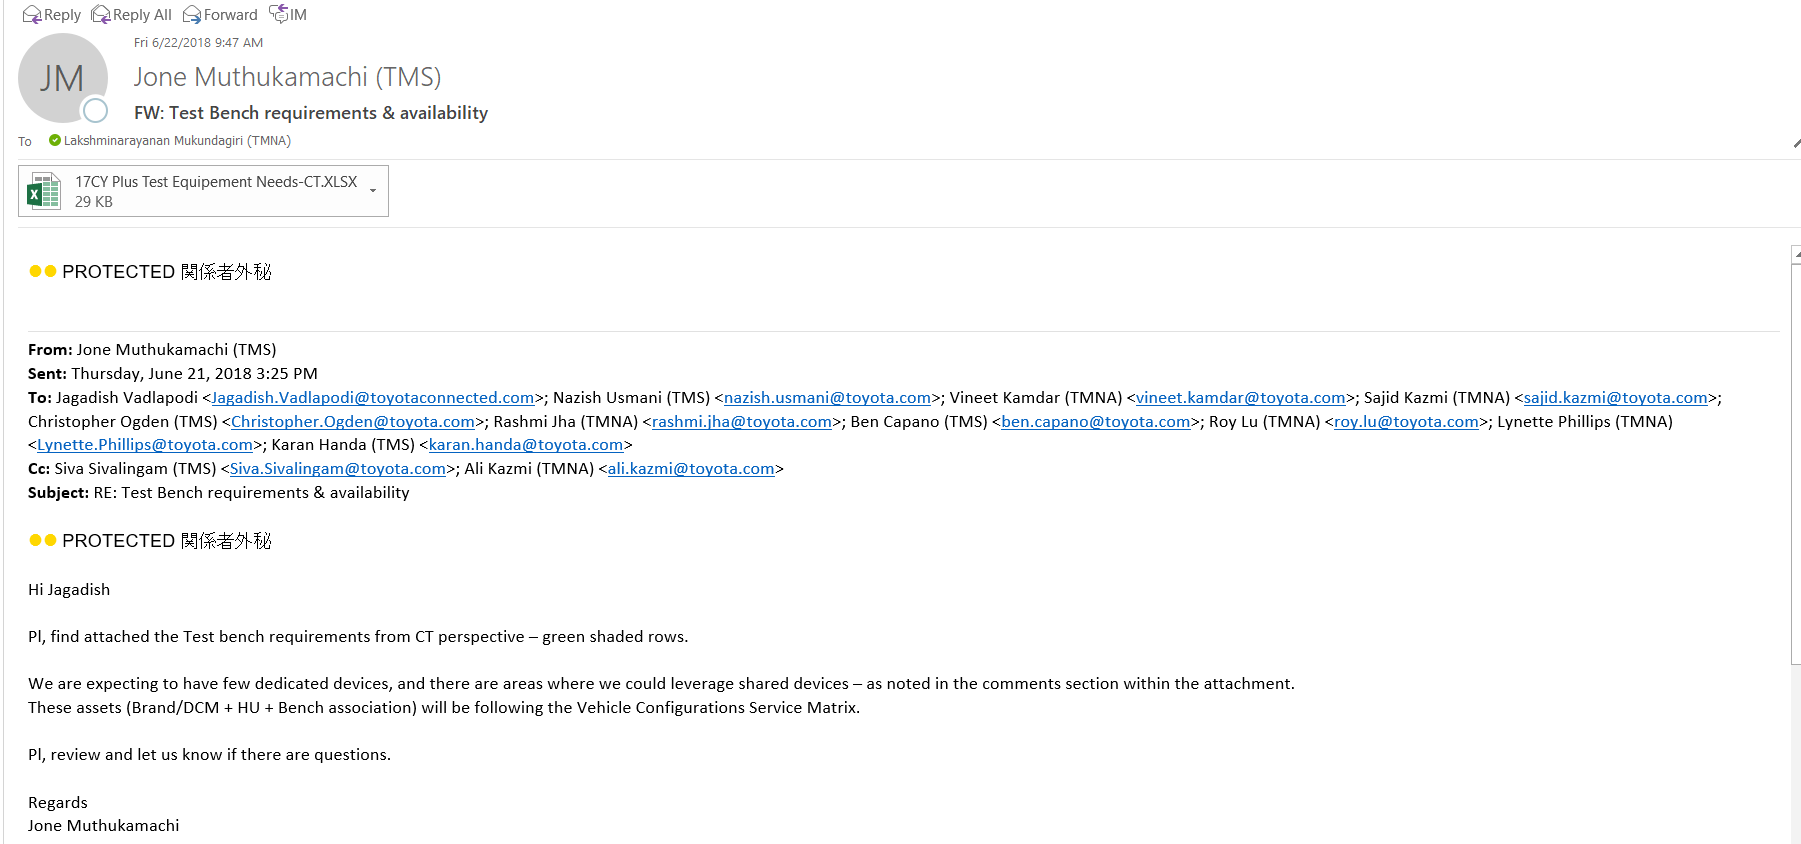 Reply Reply All Forward IM
Fri 6/22/2018 9:47 AM
JM
Jone Muthukamachi (TMS)
FW: Test Bench requirements & availability
To Lakshminarayanan Mukundagiri (TMNA)
17CY Plus Test Equipement Needs-CT.XLSX
29 KB
PROTECTED 関係者外秘
From: Jone Muthukamachi (TMS)
Sent: Thursday, June 21, 2018 3:25 PM
To: Jagadish Vadlapodi <Jagadish.Vadlapodi@toyotaconnected.com>; Nazish Usmani (TMS) <nazish.usmani@toyota.com>; Vineet Kamdar (TMNA) <vineet.kamdar@toyota.com>; Sajid Kazmi (TMNA) <sajid.kazmi@toyota.com>;
Christopher Ogden (TMS) <Christopher.Ogden@toyota.com>; Rashmi Jha (TMNA) <rashmi.jha@toyota.com>; Ben Capano (TMS) <ben.capano@toyota.com>; Roy Lu (TMNA) <roy.lu@toyota.com>; Lynette Phillips (TMNA)
<Lynette.Phillips@toyota.com>; Karan Handa (TMS) <karan.handa@toyota.com>
Cc: Siva Sivalingam (TMS) <Siva.Sivalingam@toyota.com>; Ali Kazmi (TMNA) <ali.kazmi@toyota.com>
Subject: RE: Test Bench requirements & availability
PROTECTED 関係者外秘
Hi Jagadish
Pl, find attached the Test bench requirements from CT perspective – green shaded rows.
We are expecting to have few dedicated devices, and there are areas where we could leverage shared devices – as noted in the comments section within the attachment.
These assets (Brand/DCM + HU + Bench association) will be following the Vehicle Configurations Service Matrix.
Pl, review and let us know if there are questions.
Regards
Jone Muthukamachi